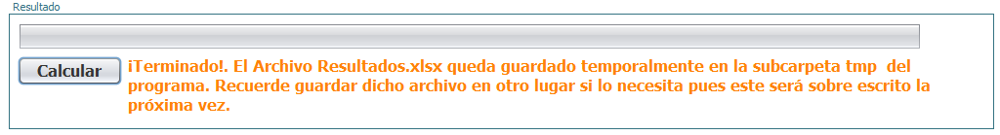 Resultado
Calcular
¡Terminado!. El Archivo Resultados.xlsx queda guardado temporalmente en la subcarpeta tmp  del
programa. Recuerde guardar dicho archivo en otro lugar si lo necesita pues este será sobre escrito la
próxima vez.